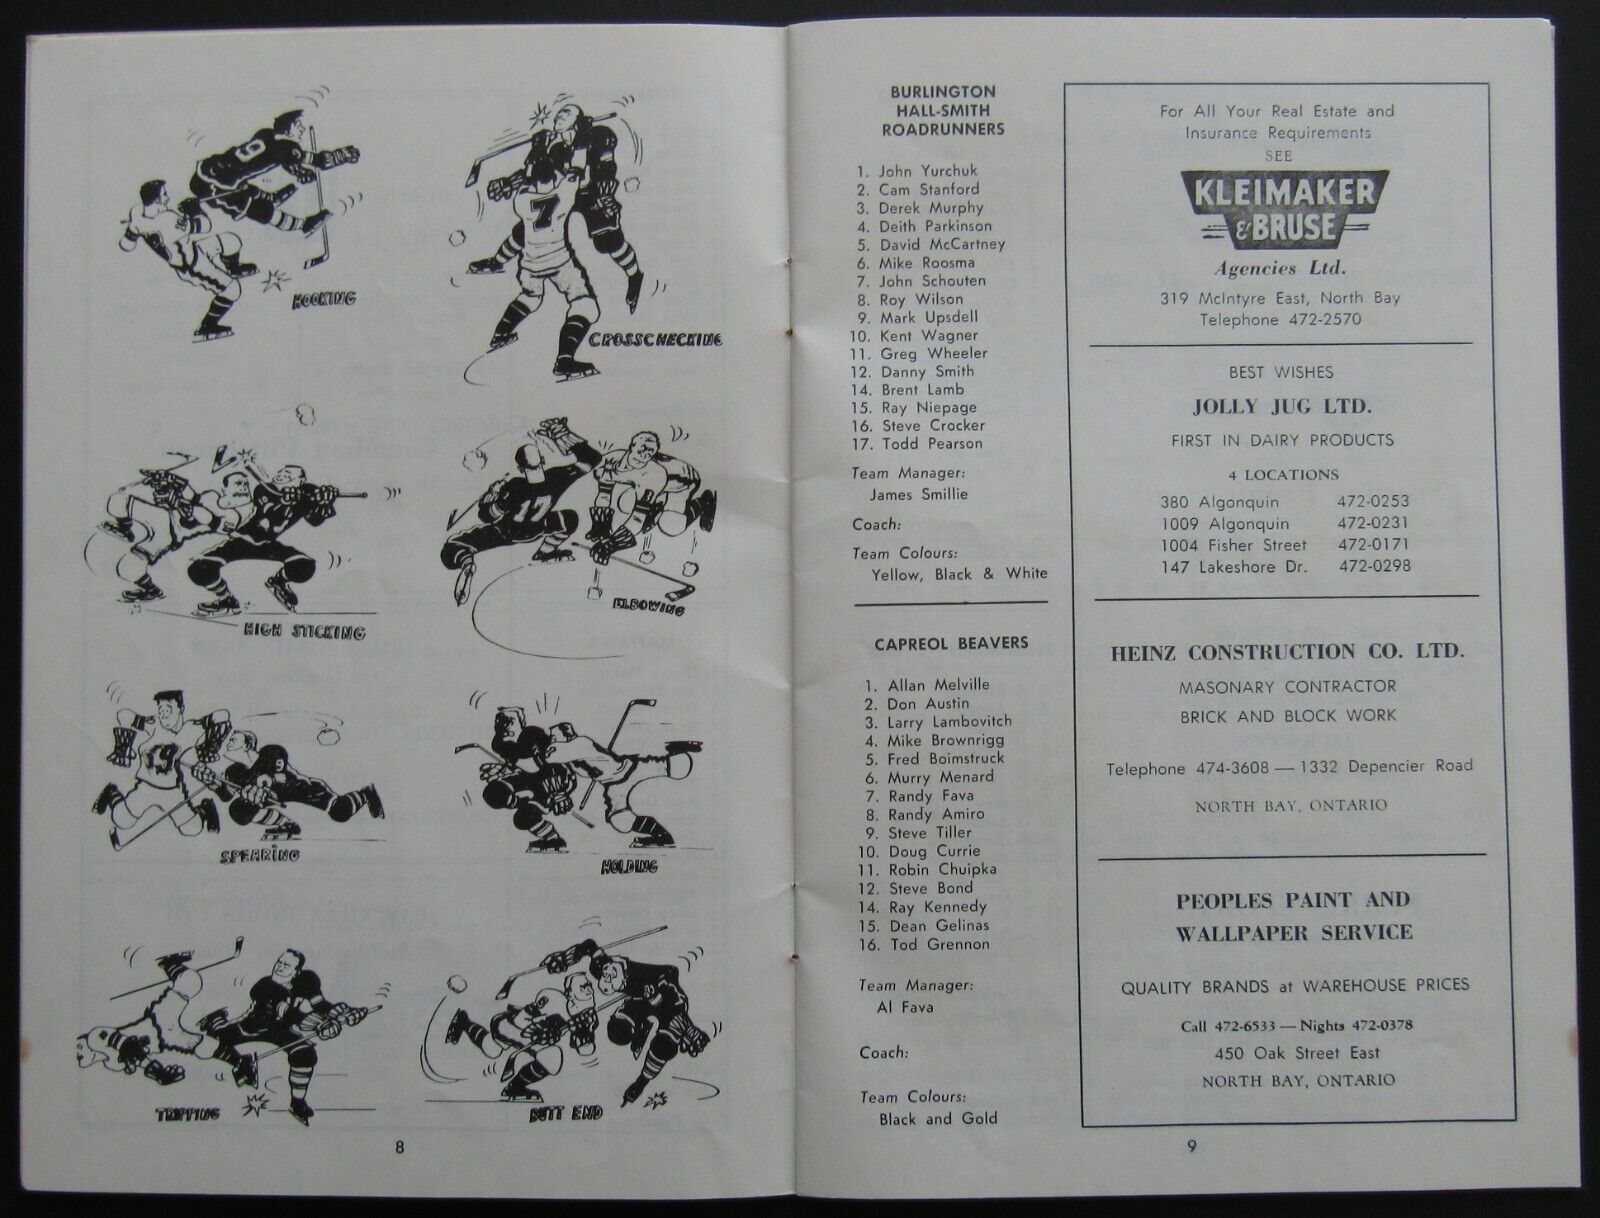 6
HOOKING
7
CROSSCHECKING
HIGH STICKING
17
ELBOWING
19
SPEARING
HOLDING
TRIPPING
BUTT END
8
BURLINGTON
HALL-SMITH
ROADRUNNERS
1. John Yurchuk
2. Cam Stanford
3. Derek Murphy
4. Deith Parkinson
5. David McCartney
6. Mike Roosma
7. John Schouten
8. Roy Wilson
9. Mark Upsdell
10. Kent Wagner
11. Greg Wheeler
12. Danny Smith
14. Brent Lamb
15. Ray Niepage
16. Steve Crocker
17. Todd Pearson
Team Manager:
James Smillie
Coach:
Team Colours:
Yellow, Black & White
CAPREOL BEAVERS
1. Allan Melville
2. Don Austin
3. Larry Lambovitch
4. Mike Brownrigg
5. Fred Boimstruck
6. Murry Menard
7. Randy Fava
8. Randy Amiro
9. Steve Tiller
10. Doug Currie
11. Robin Chuipka
12. Steve Bond
14. Ray Kennedy
15. Dean Gelinas
16. Tod Grennon
Team Manager:
Al Fava
Coach:
Team Colours:
Black and Gold
For All Your Real Estate and
Insurance Requirements
SEE
KLEIMAKER
& BRUSE
Agencies Ltd.
319 McIntyre East, North Bay
Telephone 472-2570
BEST WISHES
JOLLY JUG LTD.
FIRST IN DAIRY PRODUCTS
4 LOCATIONS
380 Algonquin 472-0253
1009 Algonquin 472-0231
1004 Fisher Street 472-0171
147 Lakeshore Dr. 472-0298
HEINZ CONSTRUCTION CO. LTD.
MASONARY CONTRACTOR
BRICK AND BLOCK WORK
Telephone 474-3608 — 1332 Depencier Road
NORTH BAY, ONTARIO
PEOPLES PAINT AND
WALLPAPER SERVICE
QUALITY BRANDS at WAREHOUSE PRICES
Call 472-6533 — Nights 472-0378
450 Oak Street East
NORTH BAY, ONTARIO
9